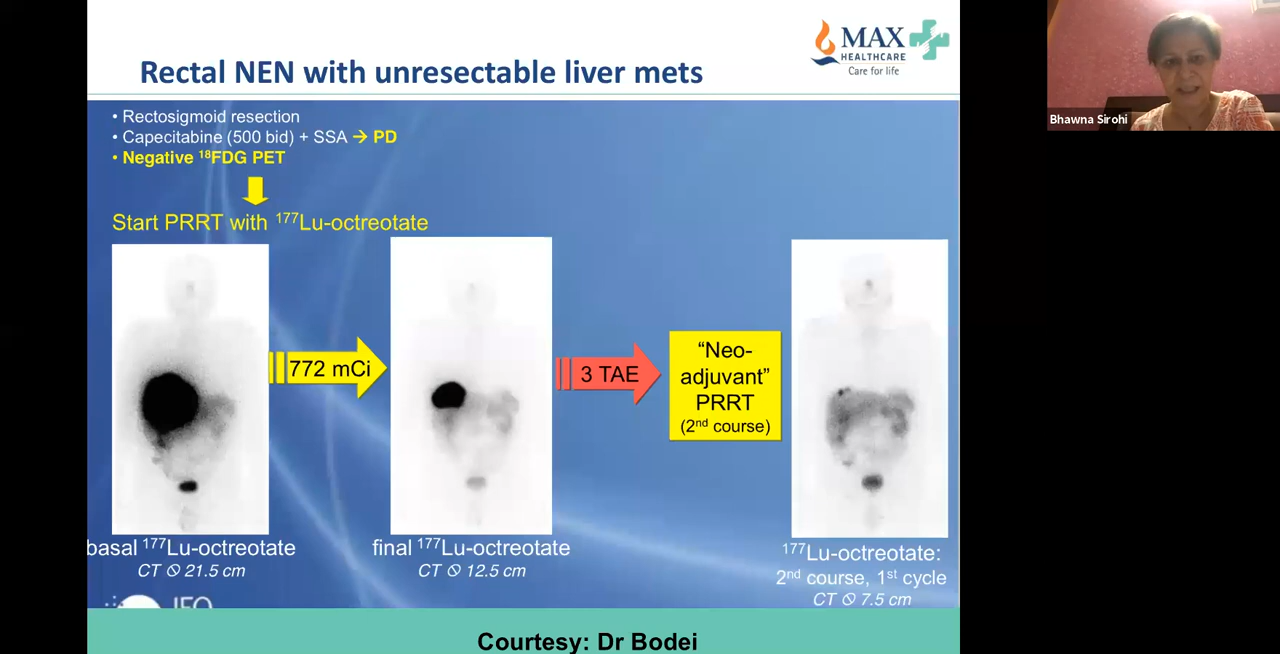 Rectal NEN with unresectable liver mets
MAX
HEALTHCARE
Care for life
Bhawna Sirohi
• Rectosigmoid resection
• Capecitabine (500 bid) + SSA → PD
• Negative ¹⁸FDG PET
Start PRRT with ¹⁷⁷Lu-octreotate
772 mCi
3 TAE
“Neo-
adjuvant”
PRRT
(2ⁿᵈ course)
basal ¹⁷⁷Lu-octreotate
CT ⦰ 21.5 cm
final ¹⁷⁷Lu-octreotate
CT ⦰ 12.5 cm
¹⁷⁷Lu-octreotate:
2ⁿᵈ course, 1ˢᵗ cycle
CT ⦰ 7.5 cm
Courtesy: Dr Bodei